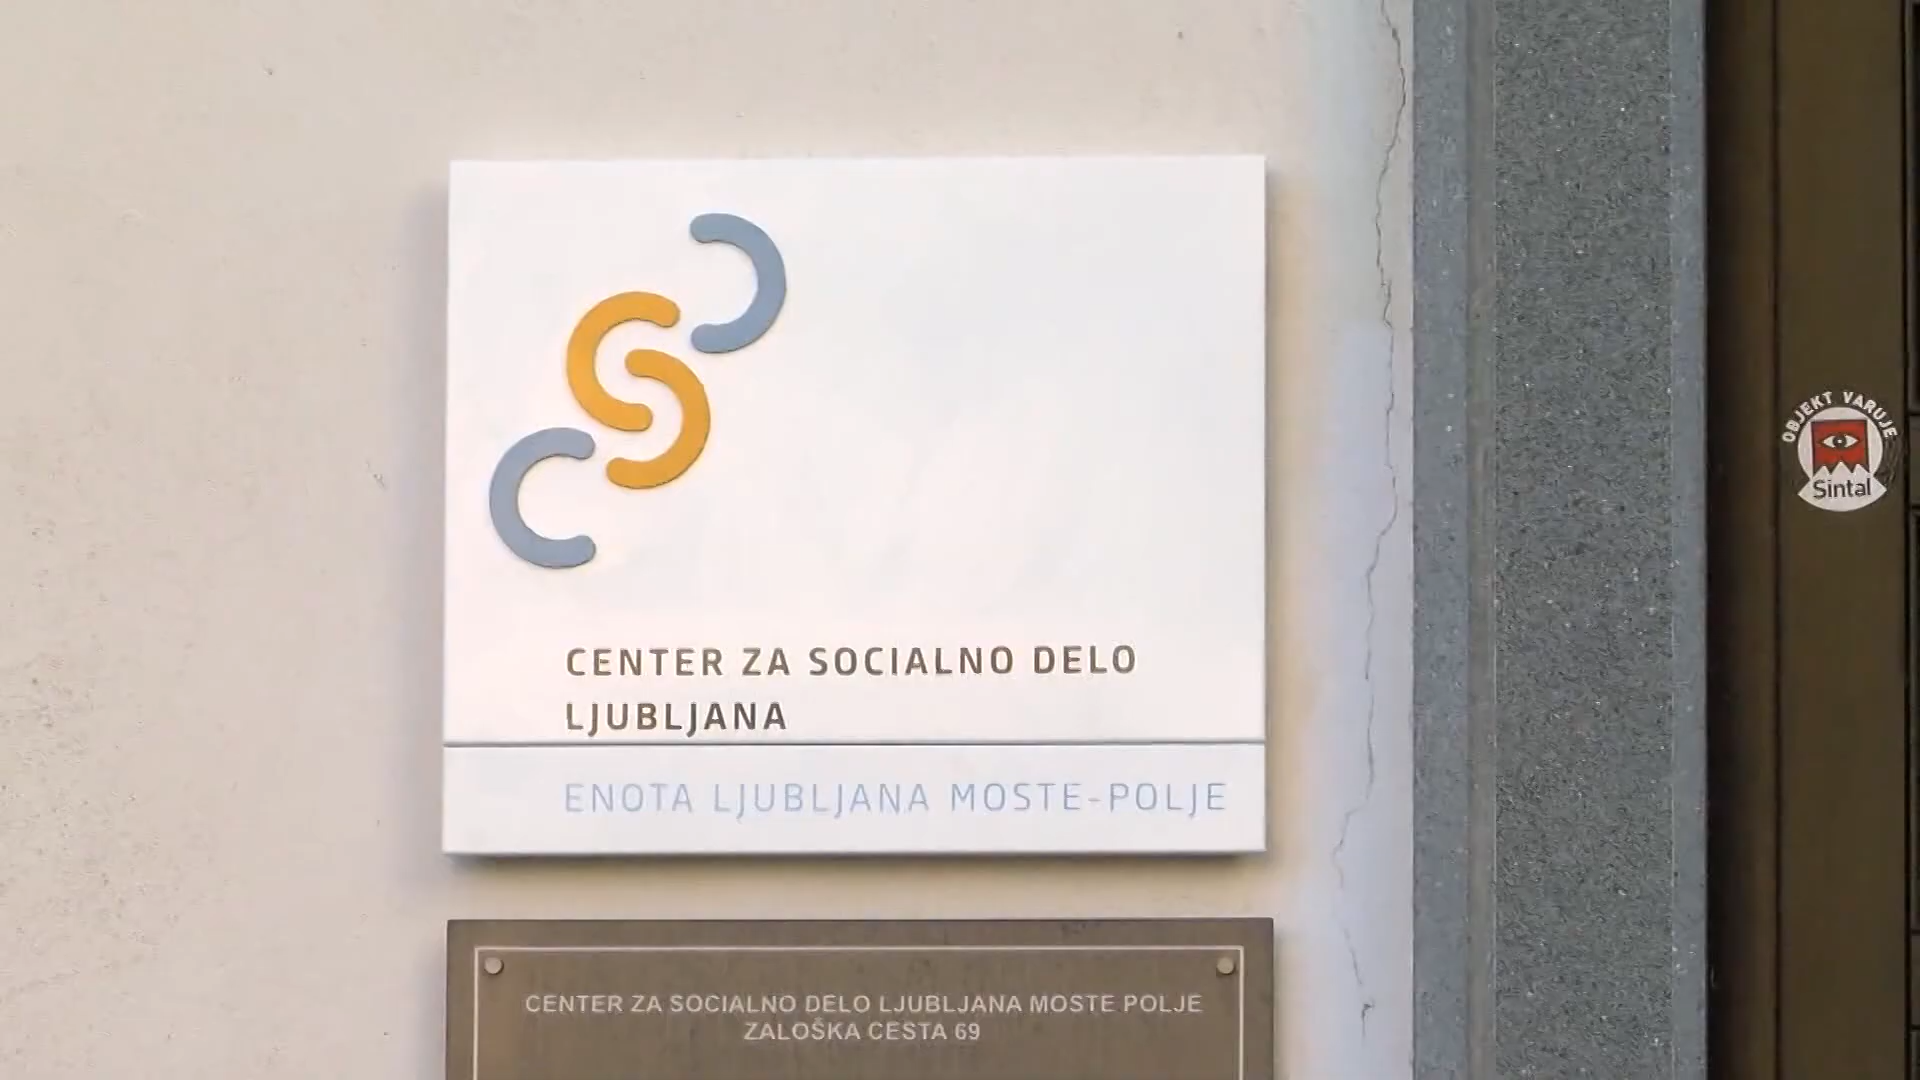 CENTER ZA SOCIALNO DELO
LJUBLJANA
ENOTA LJUBLJANA MOSTE-POLJE
CENTER ZA SOCIALNO DELO LJUBLJANA MOSTE POLJE
ZALOŠKA CESTA 69
OBJEKT VARUJE
Sintal